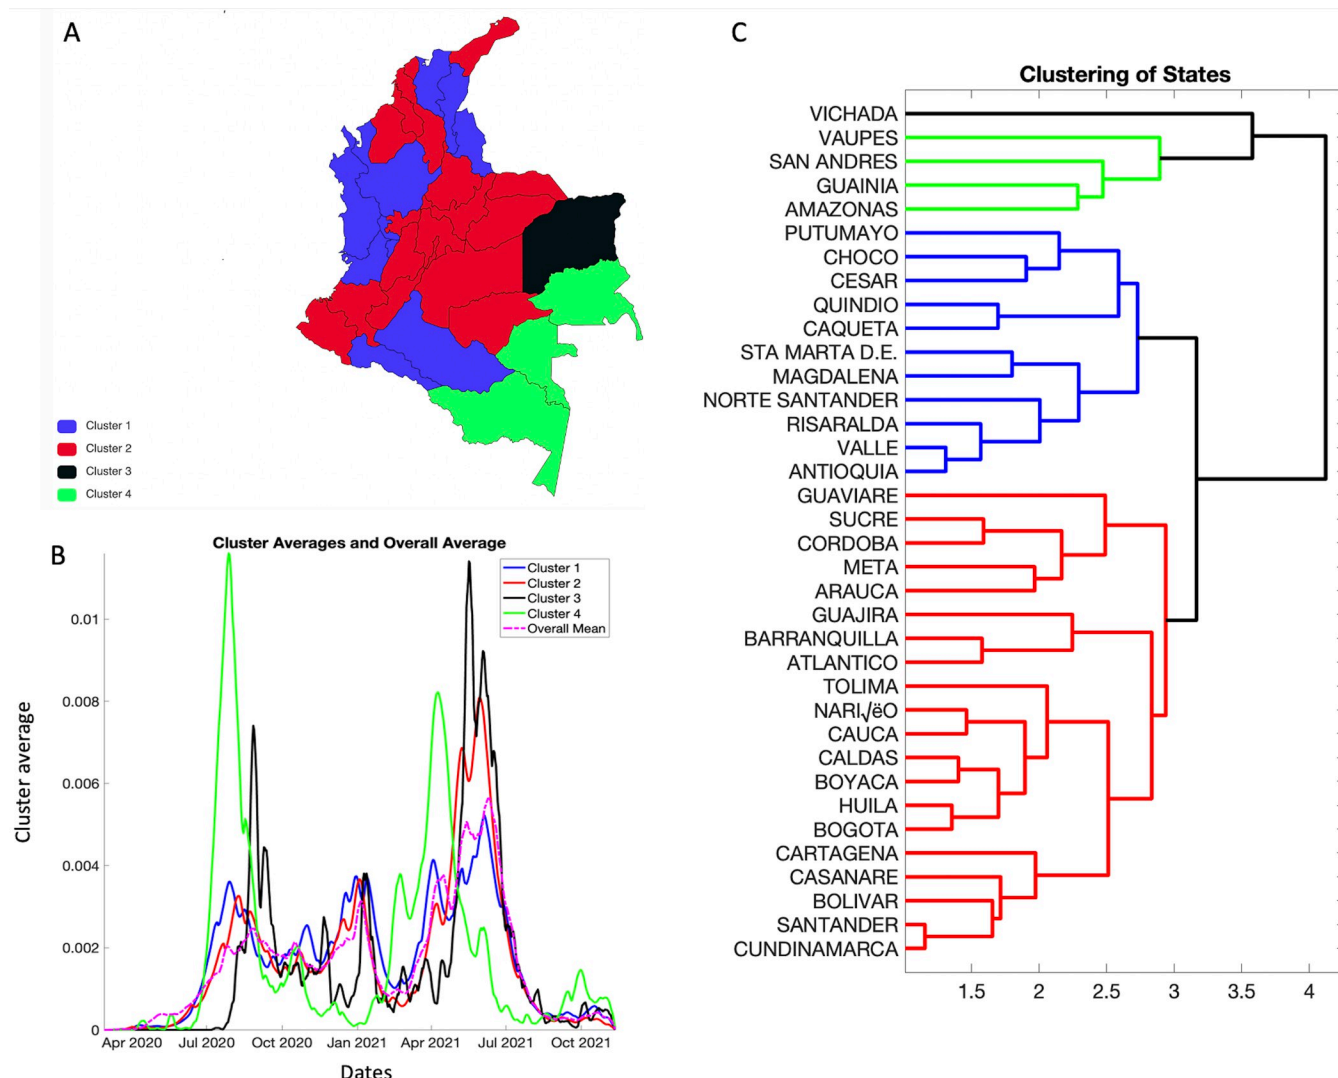 A
Cluster 1
Cluster 2
Cluster 3
Cluster 4
B
Cluster Averages and Overall Average
Cluster 1
Cluster 2
Cluster 3
Cluster 4
Overall Mean
0.01
0.008
0.006
0.004
0.002
0
Cluster average
Apr 2020 Jul 2020 Oct 2020 Jan 2021 Apr 2021 Jul 2021 Oct 2021
Dates
C
Clustering of States
VICHADA
VAUPES
SAN ANDRES
GUAINIA
AMAZONAS
PUTUMAYO
CHOCO
CESAR
QUINDIO
CAQUETA
STA MARTA D.E.
MAGDALENA
NORTE SANTANDER
RISARALDA
VALLE
ANTIOQUIA
GUAVIARE
SUCRE
CORDOBA
META
ARAUCA
GUAJIRA
BARRANQUILLA
ATLANTICO
TOLIMA
NARI√ëO
CAUCA
CALDAS
BOYACA
HUILA
BOGOTA
CARTAGENA
CASANARE
BOLIVAR
SANTANDER
CUNDINAMARCA
1.5 2 2.5 3 3.5 4